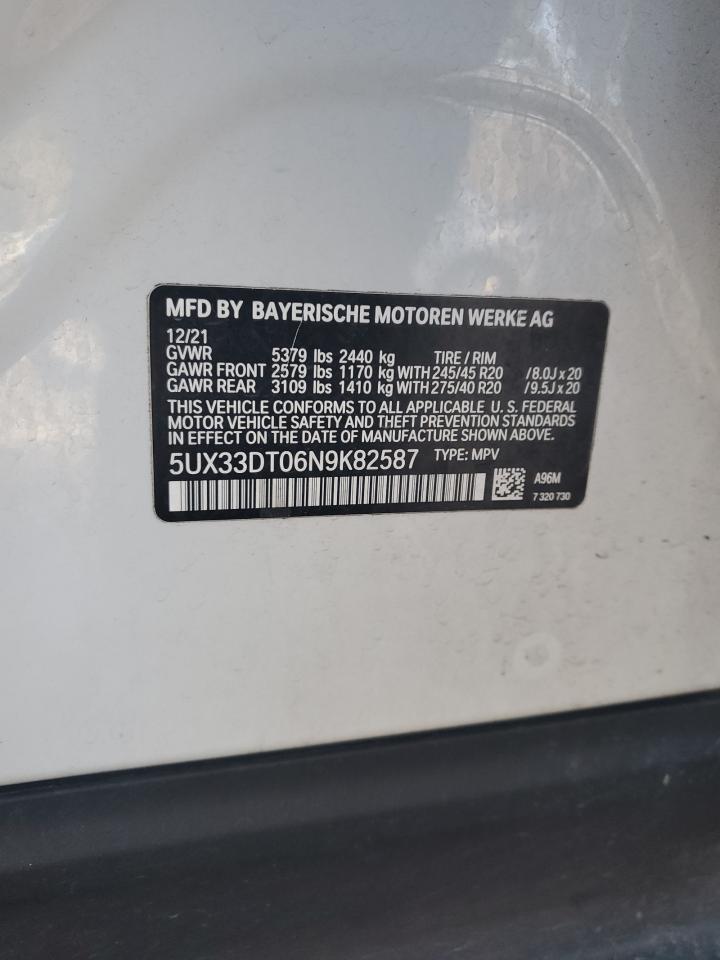 MFD BY BAYERISCHE MOTOREN WERKE AG
12/21
GVWR 5379 lbs 2440 kg TIRE / RIM
GAWR FRONT 2579 lbs 1170 kg WITH 245/45 R20 /8.0J x 20
GAWR REAR 3109 lbs 1410 kg WITH 275/40 R20 /9.5J x 20
THIS VEHICLE CONFORMS TO ALL APPLICABLE U. S. FEDERAL
MOTOR VEHICLE SAFETY AND THEFT PREVENTION STANDARDS
IN EFFECT ON THE DATE OF MANUFACTURE SHOWN ABOVE.
5UX33DT06N9K82587 TYPE: MPV
A96M
7 320 730